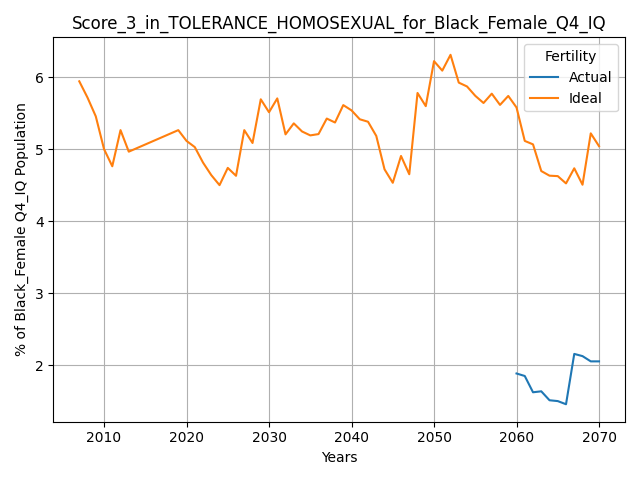 Score_3_in_TOLERANCE_HOMOSEXUAL_for_Black_Female_Q4_IQ
% of Black_Female Q4_IQ Population
6
5
4
3
2
Fertility
Actual
Ideal
2010 2020 2030 2040 2050 2060 2070
Years